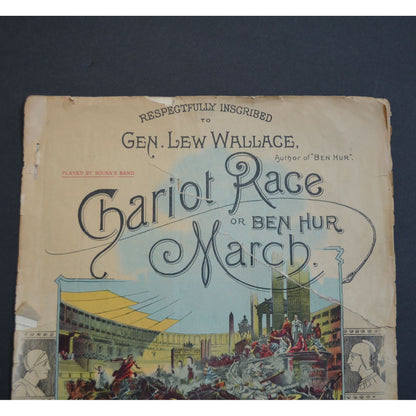 RESPECTFULLY INSCRIBED
TO
GEN. LEW WALLACE,
Author of "BEN HUR".
PLAYED BY SOUSA'S BAND
Chariot Race
OR BEN HUR
March.